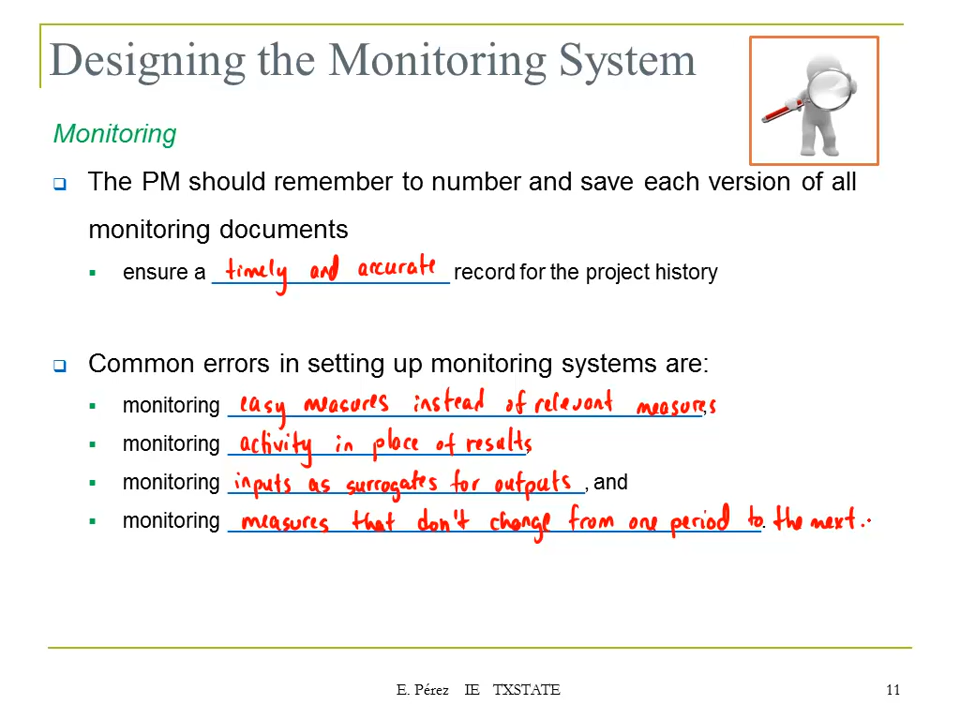 Designing the Monitoring System
Monitoring
The PM should remember to number and save each version of all
monitoring documents
ensure a timely and accurate record for the project history
Common errors in setting up monitoring systems are:
monitoring easy measures instead of relevant measures,
monitoring activity in place of results,
monitoring inputs as surrogates for outputs, and
monitoring measures that don't change from one period to. the next.
E. Pérez IE TXSTATE 11